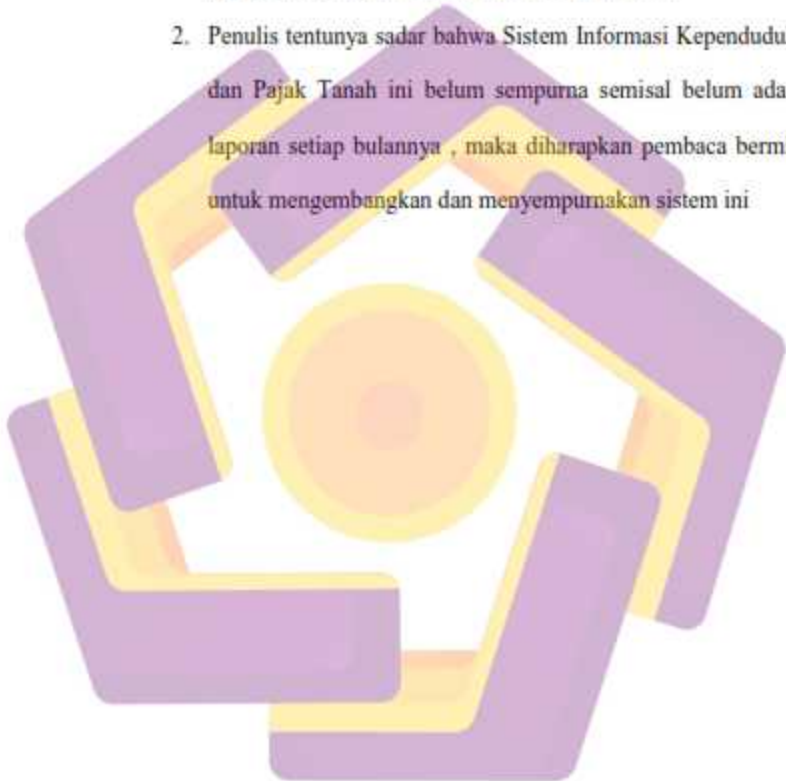 2. Penulis tentunya sadar bahwa Sistem Informasi Kependudu
dan Pajak Tanah ini belum sempurna semisal belum ada
laporan setiap bulannya , maka diharapkan pembaca berm
untuk mengembangkan dan menyempurnakan sistem ini